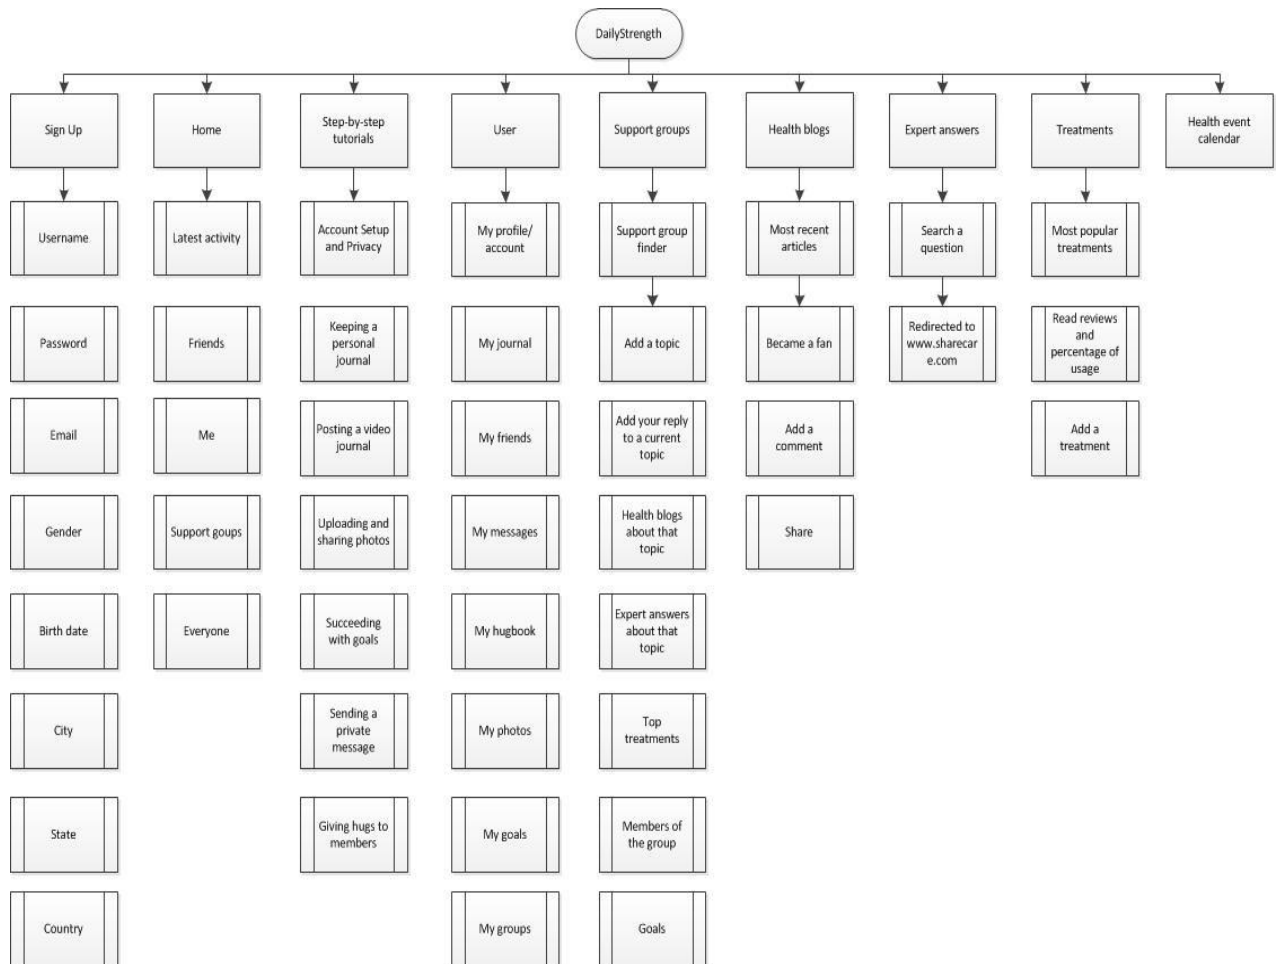 DailyStrength
Sign Up
Home
Step-by-step
tutorials
User
Support groups
Health blogs
Expert answers
Treatments
Health event
calendar
Username
Latest activity
Account Setup
and Privacy
My profile/
account
Support group
finder
Most recent
articles
Search a
question
Most popular
treatments
Password
Friends
Keeping a
personal
journal
My journal
Add a topic
Became a fan
Redirected to
www.sharecar
e.com
Read reviews
and
percentage of
usage
Email
Me
Posting a video
journal
My friends
Add your reply
to a current
topic
Add a
comment
Add a
treatment
Gender
Support goups
Uploading and
sharing photos
My messages
Health blogs
about that
topic
Share
Birth date
Everyone
Succeeding
with goals
My hugbook
Expert answers
about that
topic
City
Sending a
private
message
My photos
Top
treatments
State
Giving hugs to
members
My goals
Members of
the group
Country
My groups
Goals